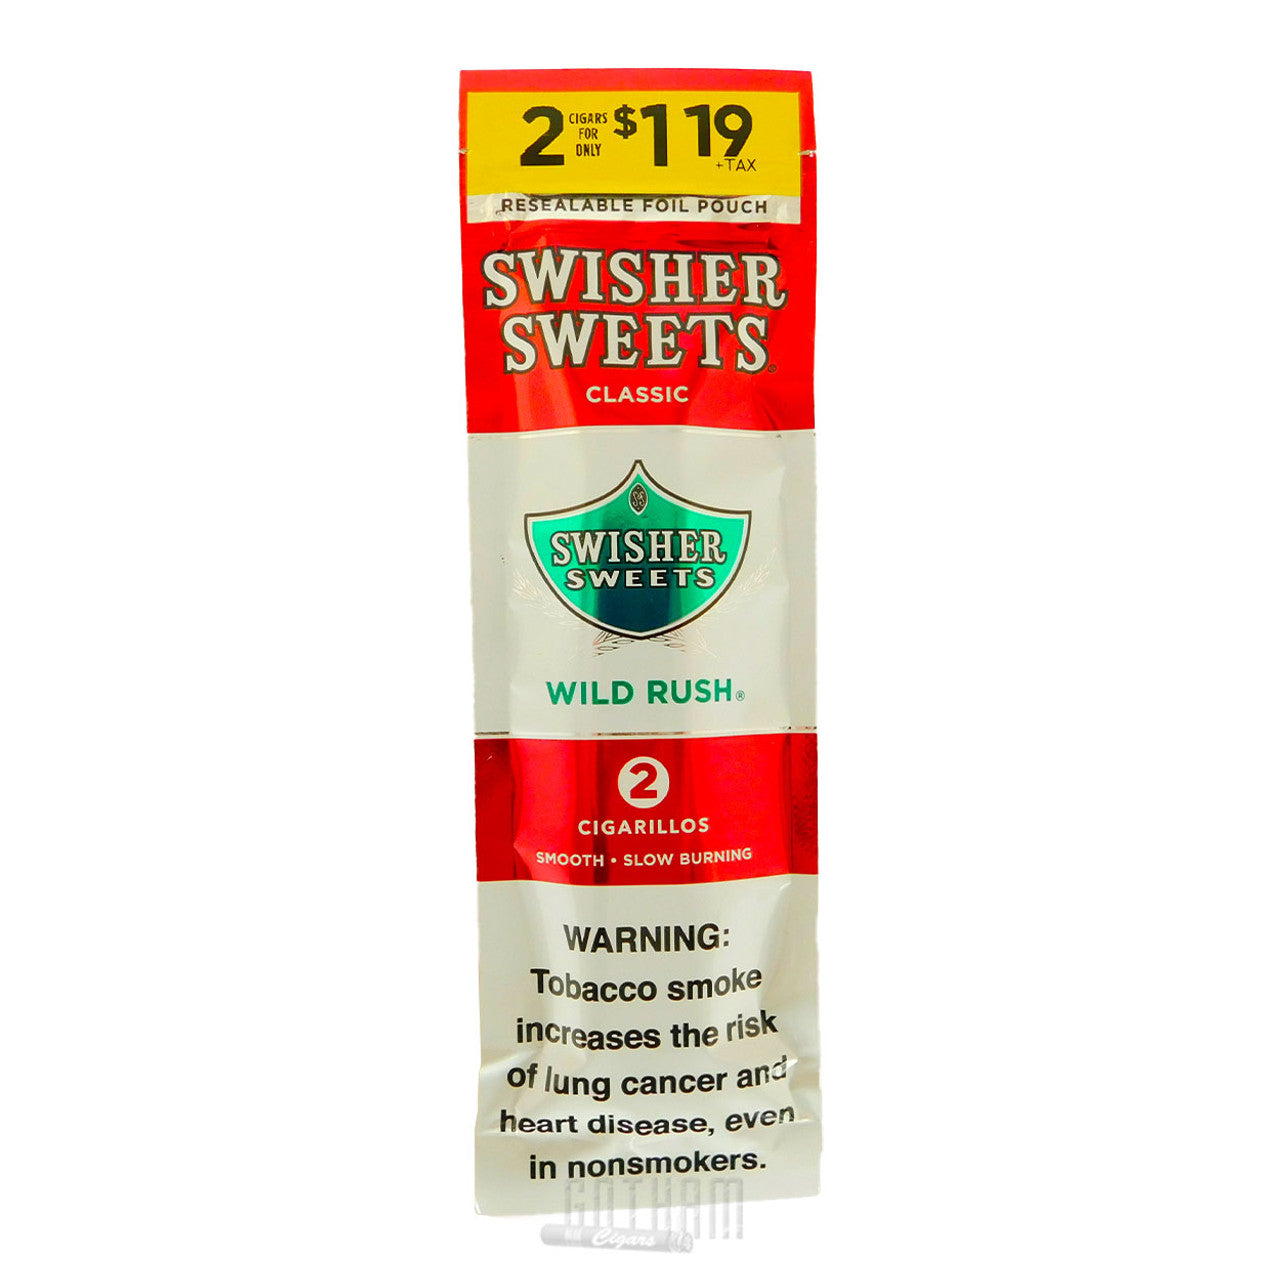 2 CIGARS FOR ONLY $1 19 +TAX
RESEALABLE FOIL POUCH
SWISHER
SWEETS®
CLASSIC
SWISHER
SWEETS
WILD RUSH®
2
CIGARILLOS
SMOOTH • SLOW BURNING
WARNING:
Tobacco smoke
increases the risk
of lung cancer and
heart disease, even
in nonsmokers.
GOTHAM
Cigars